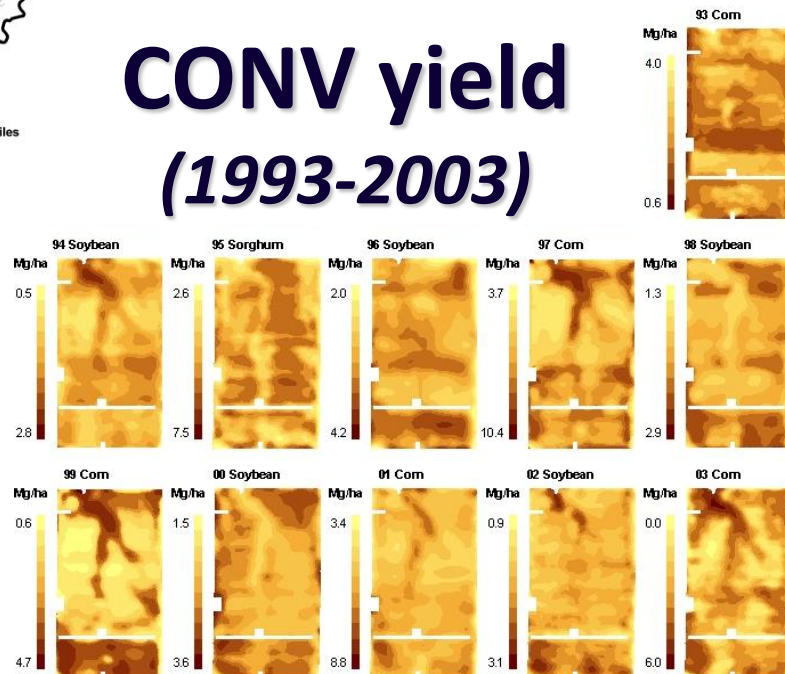 iles
CONV yield
(1993-2003)
93 Corn
Mg/ha
4.0
0.6
94 Soybean
95 Sorghum
96 Soybean
97 Corn
98 Soybean
Mg/ha
Mg/ha
Mg/ha
Mg/ha
Mg/ha
0.5
2.6
2.0
3.7
1.3
2.8
7.5
4.2
10.4
2.9
99 Corn
00 Soybean
01 Corn
02 Soybean
03 Corn
Mg/ha
Mg/ha
Mg/ha
Mg/ha
Mg/ha
0.6
1.5
3.4
0.9
0.0
4.7
3.6
8.8
3.1
6.0